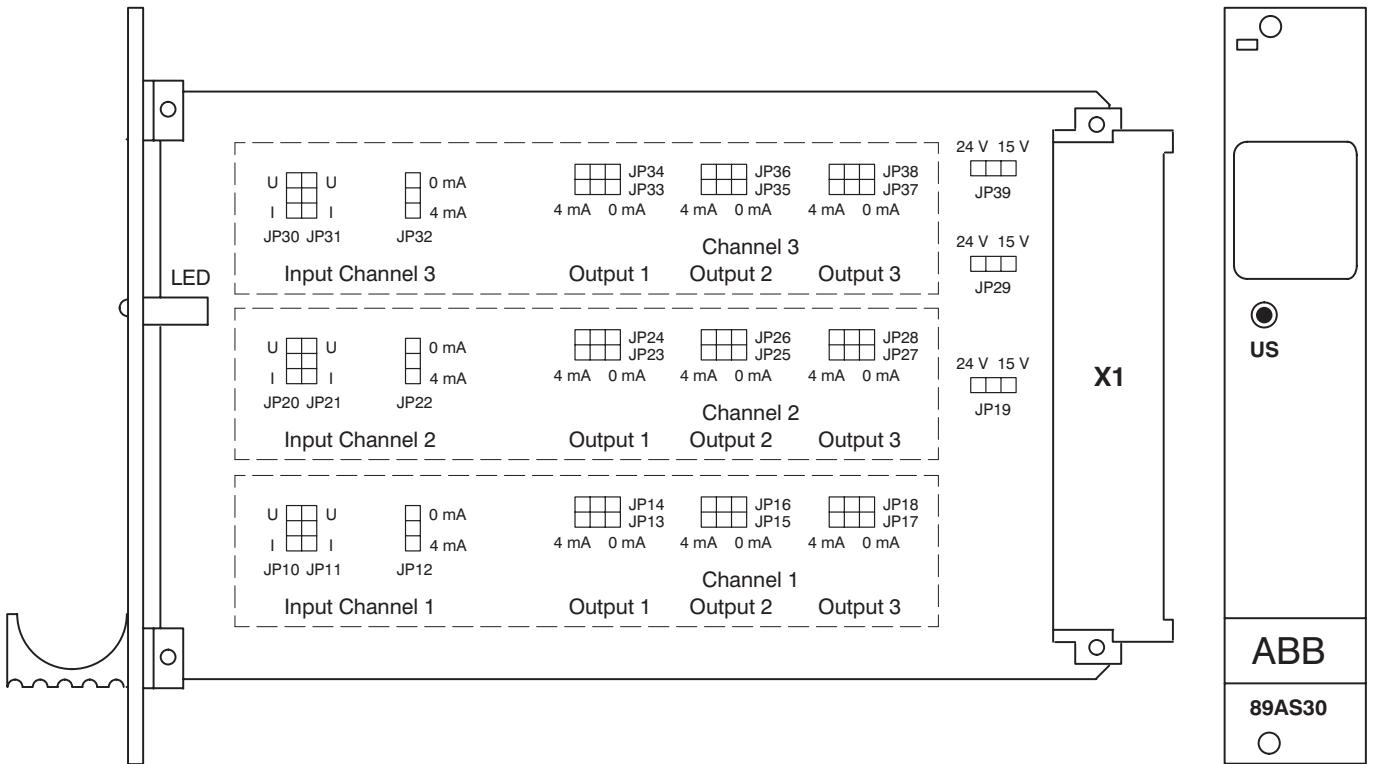 24 V 15 V
JP39
U U
I I
JP30 JP31
0 mA
4 mA
JP32
JP34
JP33
4 mA 0 mA
JP36
JP35
4 mA 0 mA
JP38
JP37
4 mA 0 mA
Channel 3
Input Channel 3
Output 1 Output 2 Output 3
24 V 15 V
JP29
LED
U U
I I
JP20 JP21
0 mA
4 mA
JP22
JP24
JP23
4 mA 0 mA
JP26
JP25
4 mA 0 mA
JP28
JP27
4 mA 0 mA
Channel 2
Input Channel 2
Output 1 Output 2 Output 3
24 V 15 V
JP19
U U
I I
JP10 JP11
0 mA
4 mA
JP12
JP14
JP13
4 mA 0 mA
JP16
JP15
4 mA 0 mA
JP18
JP17
4 mA 0 mA
Channel 1
Input Channel 1
Output 1 Output 2 Output 3
X1
US
ABB
89AS30